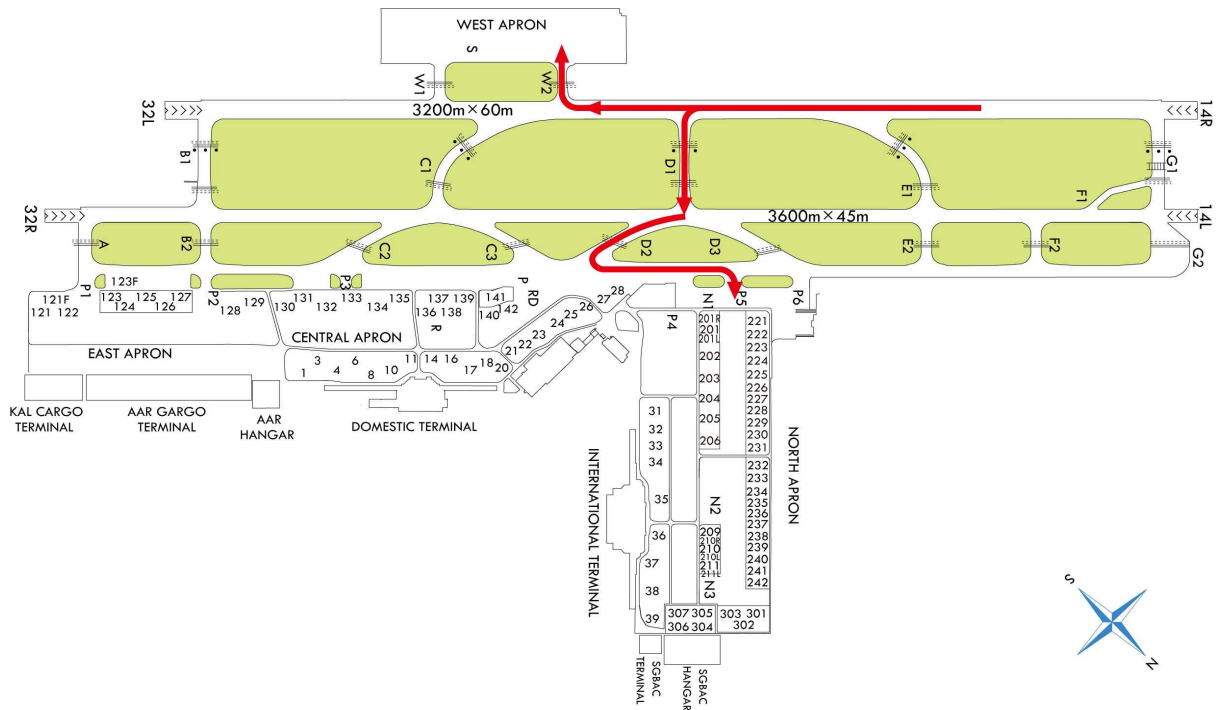 WEST APRON
S
W1
W2
32L
3200m×60m
14R
B1
C1
D1
E1
F1
G1
32R
3600m×45m
14L
A
B2
C2
C3
D2
D3
E2
F2
G2
P1
P2
P3
P
RD
N1
P5
P6
123F
121F
123
125
127
121
122
124
126
128
129
130
131
132
133
134
135
136
137
138
139
R
140
141
142
21
22
23
24
25
26
27
28
P4
EAST APRON
CENTRAL APRON
1
3
4
6
8
10
11
14
16
17
18
20
KAL CARGO
TERMINAL
AAR GARGO
TERMINAL
AAR
HANGAR
DOMESTIC TERMINAL
INTERNATIONAL TERMINAL
31
32
33
34
35
36
37
38
39
201R
201
201L
202
203
204
205
206
N2
209
210R
210
210L
211
211L
N3
221
222
223
224
225
226
227
228
229
230
231
232
233
234
235
236
237
238
239
240
241
242
NORTH APRON
307 305
306 304
303 301
302
SGBAC
TERMINAL
SGBAC
HANGAR
S
N